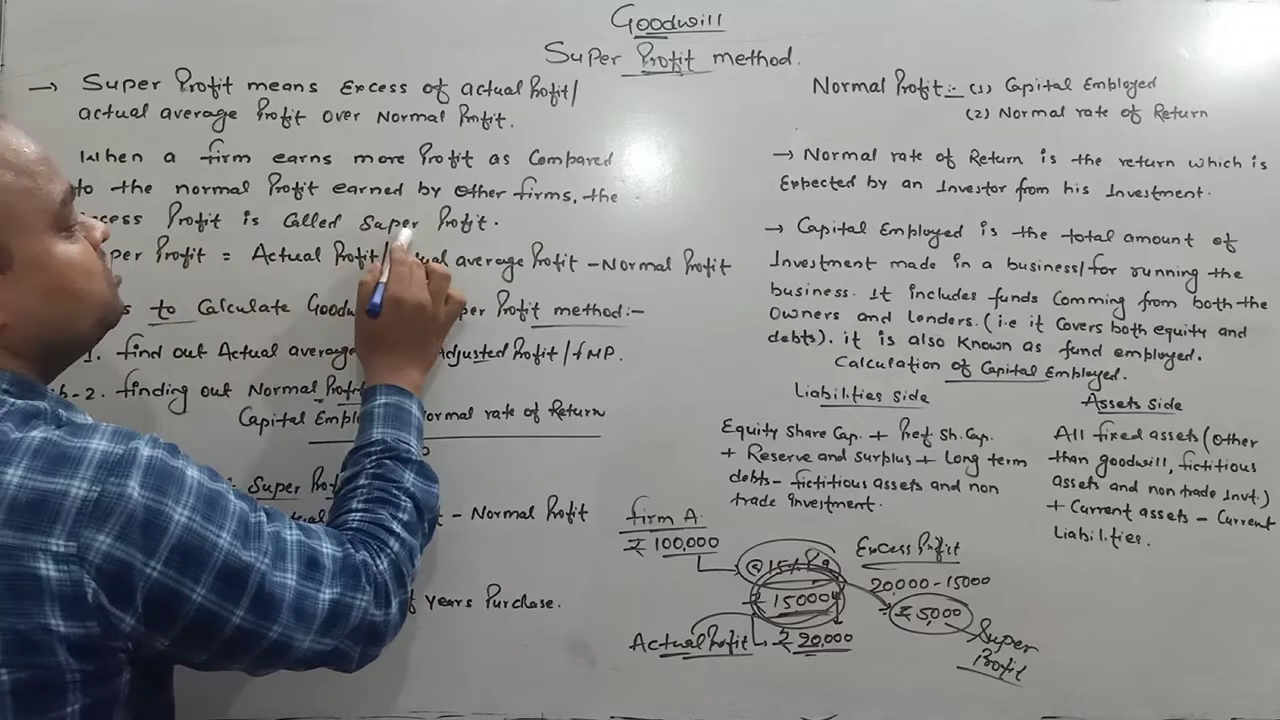 Goodwill
Super Profit method.
→ Super Profit means Excess of actual Profit/
actual average Profit over Normal Profit.
When a firm earns more Profit as Compared
to the normal Profit earned by other firms, the
Profit is Called Super Profit.
Profit = Actual Profit/ average Profit - Normal Profit
to Calculate Profit method:-
1. find out Actual average Profit/FMP.
2. finding out Normal Profit
Capital rate of Return
Super
- Normal Profit
years Purchase.
Normal Profit:- (1) Capital Employed
(2) Normal rate of Return
→ Normal rate of Return is the return which is
Expected by an Investor from his Investment.
→ Capital Employed is the total amount of
Investment made in a business/for running the
business. It includes funds Comming from both the
Owners and Lenders. (i.e it Covers both equity and
debts). it is also Known as fund employed.
Calculation of Capital Employed.
Liabilities side
Equity Share Cap. + Pref. Sh. Cap.
+ Reserve and surplus + Long term
debts - fictitious assets and non
trade investment.
Assets side
All fixed assets (other
than goodwill, fictitious
assets and non trade Invt.)
+ Current assets - Current
Liabilities.
firm A.
₹ 100,000
@ 15%
₹ 15000
Actual Profit ₹ 20,000
Excess Profit
20,000-15000
₹ 5,000
Super
Profit